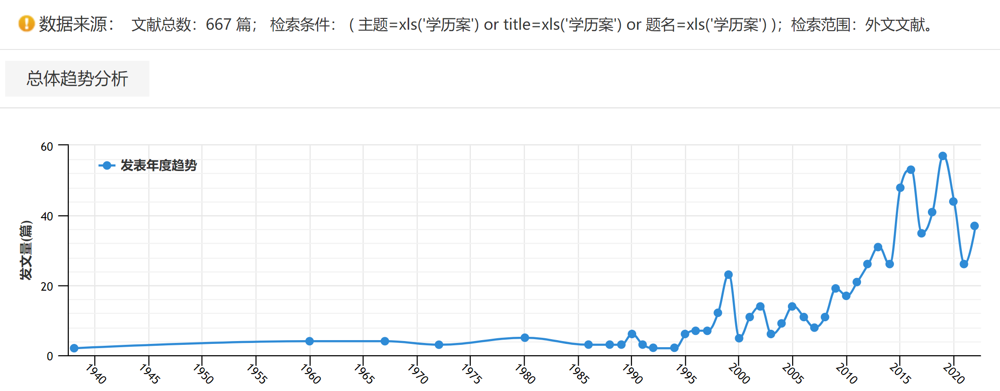 数据来源： 文献总数：667 篇； 检索条件： ( 主题=xls('学历案') or title=xls('学历案') or 题名=xls('学历案') )；检索范围：外文文献。
总体趋势分析
发表年度趋势
发文量(篇)
60
40
20
0
1940 1945 1950 1955 1960 1965 1970 1975 1980 1985 1990 1995 2000 2005 2010 2015 2020